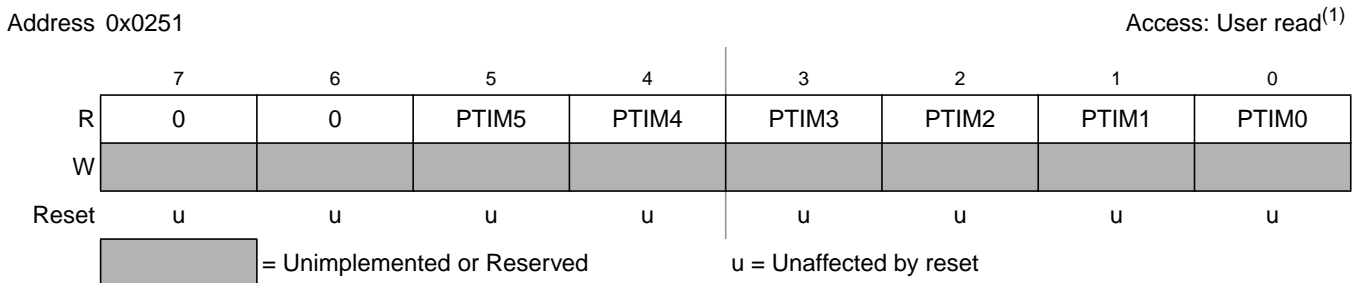 Address 0x0251 Access: User read(1)
7 6 5 4 3 2 1 0
R 0 0 PTIM5 PTIM4 PTIM3 PTIM2 PTIM1 PTIM0
W
Reset u u u u u u u u
= Unimplemented or Reserved u = Unaffected by reset